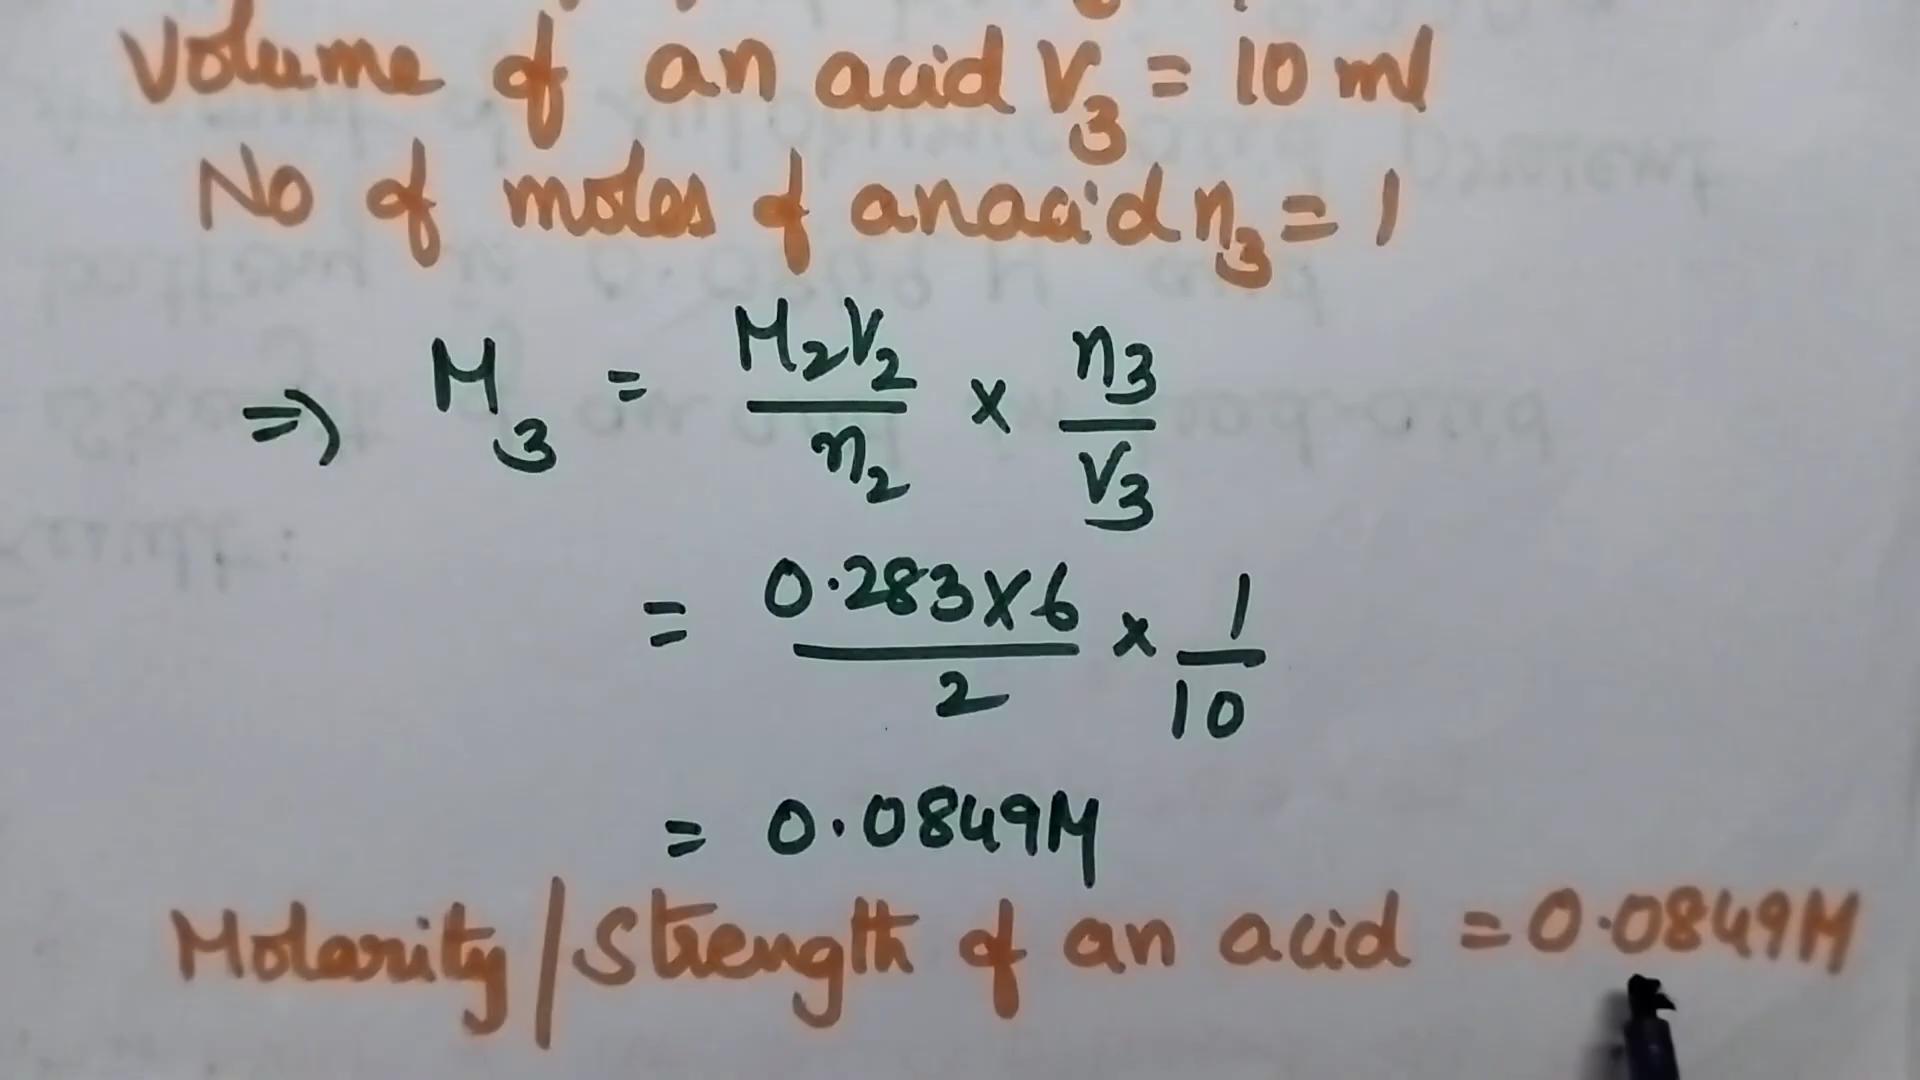 Volume of an acid V₃ = 10 ml
No of moles of an acid n₃ = 1
=> M₃ = M₂V₂/n₂ × n₃/V₃
= 0.283×6/2 × 1/10
= 0.0849M
Molarity/Strength of an acid = 0.0849M